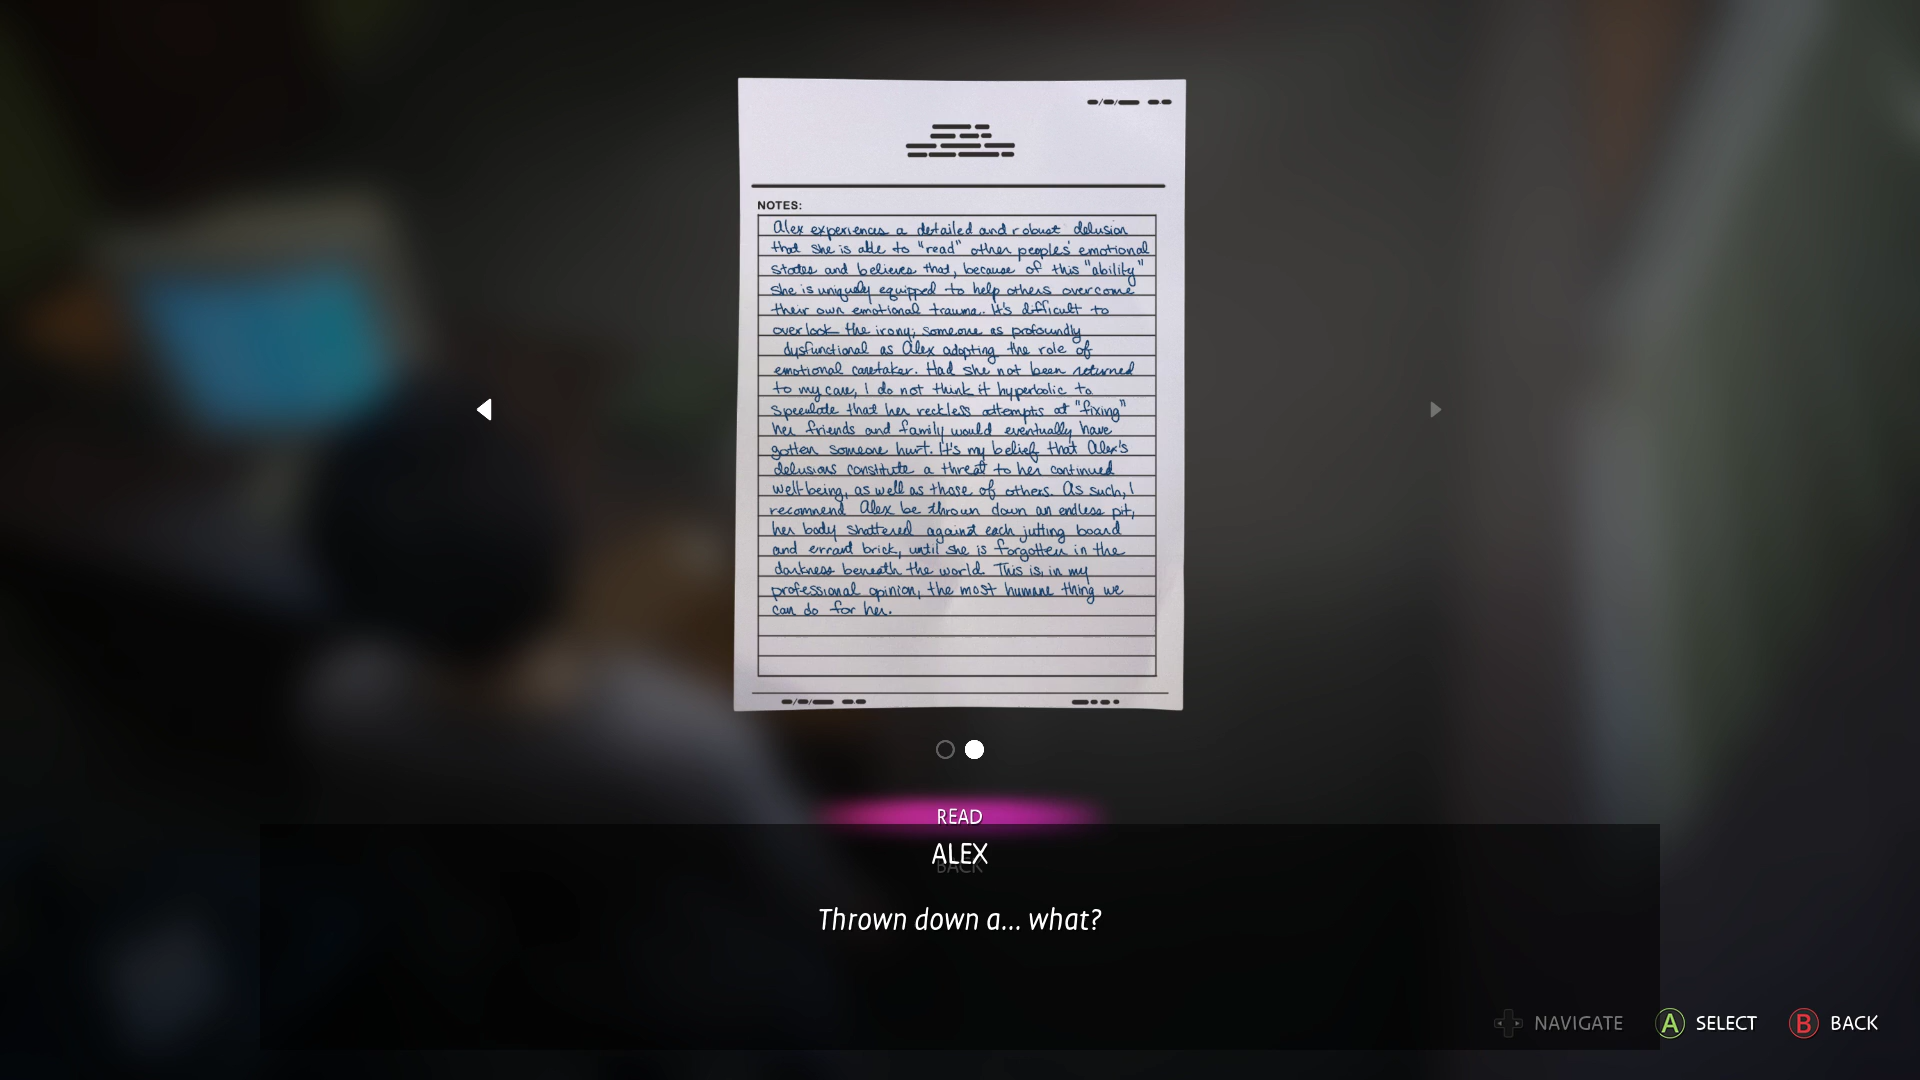 NOTES:
Alex experiences a detailed and robust delusion
that she is able to "read" other peoples' emotional
states and believes that, because of this "ability"
she is uniquely equipped to help others overcome
their own emotional trauma. It's difficult to
overlook the irony; someone as profoundly
dysfunctional as Alex adopting the role of
emotional caretaker. Had she not been returned
to my care, I do not think it hyperbolic to
speculate that her reckless attempts at "fixing"
her friends and family would eventually have
gotten someone hurt. It's my belief that Alex's
delusions constitute a threat to her continued
well-being, as well as those of others. As such, I
recommend Alex be thrown down an endless pit,
her body shattered against each jutting board
and errant brick, until she is forgotten in the
darkness beneath the world. This is, in my
professional opinion, the most humane thing we
can do for her.
READ
ALEX
BACK
Thrown down a... what?
NAVIGATE A SELECT B BACK